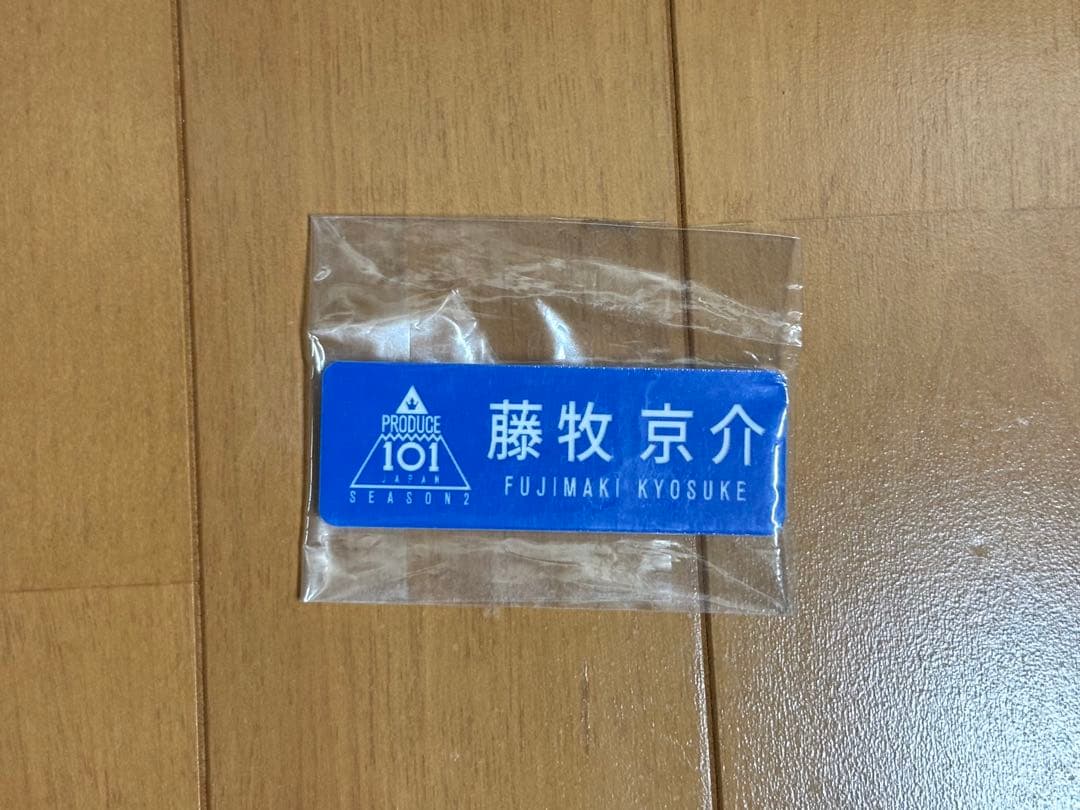 PRODUCE
101
JAPAN
SEASON2
藤牧 京介
FUJIMAKI KYOSUKE